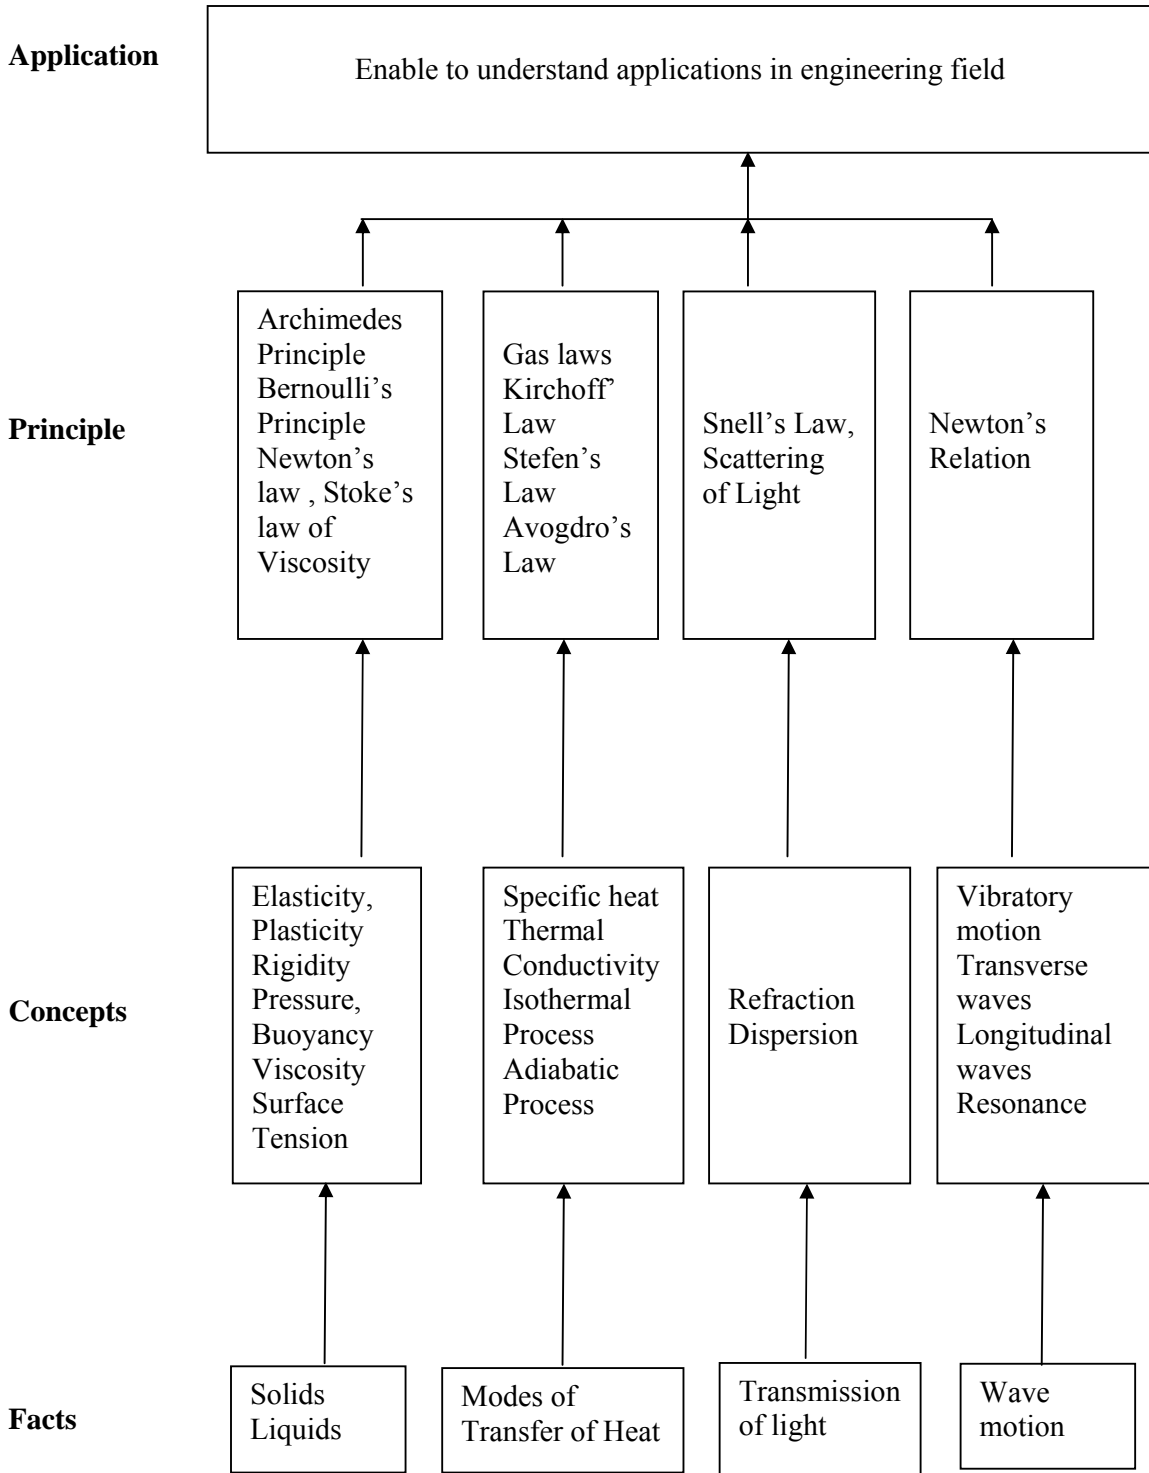 Application
Enable to understand applications in engineering field
Principle
Archimedes
Principle
Bernoulli’s
Principle
Newton’s
law , Stoke’s
law of
Viscosity
Gas laws
Kirchoff’
Law
Stefen’s
Law
Avogdro’s
Law
Snell’s Law,
Scattering
of Light
Newton’s
Relation
Concepts
Elasticity,
Plasticity
Rigidity
Pressure,
Buoyancy
Viscosity
Surface
Tension
Specific heat
Thermal
Conductivity
Isothermal
Process
Adiabatic
Process
Refraction
Dispersion
Vibratory
motion
Transverse
waves
Longitudinal
waves
Resonance
Facts
Solids
Liquids
Modes of
Transfer of Heat
Transmission
of light
Wave
motion